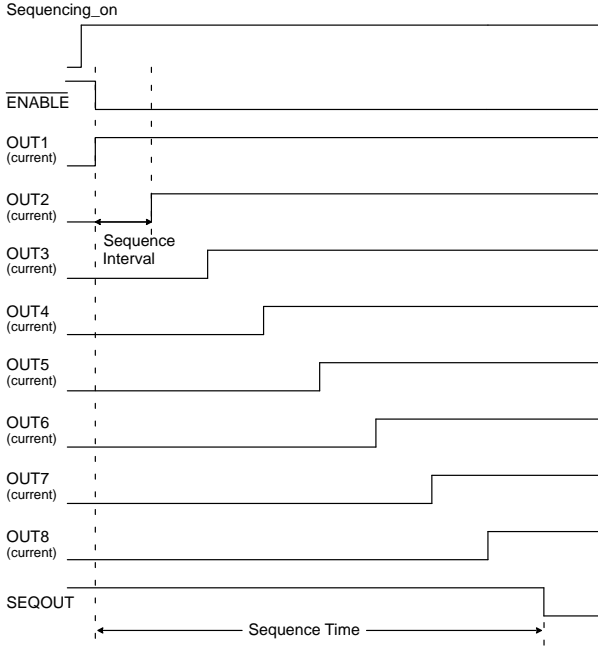 Sequencing_on
ENABLE
OUT1
(current)
OUT2
(current)
Sequence
Interval
OUT3
(current)
OUT4
(current)
OUT5
(current)
OUT6
(current)
OUT7
(current)
OUT8
(current)
SEQOUT
Sequence Time